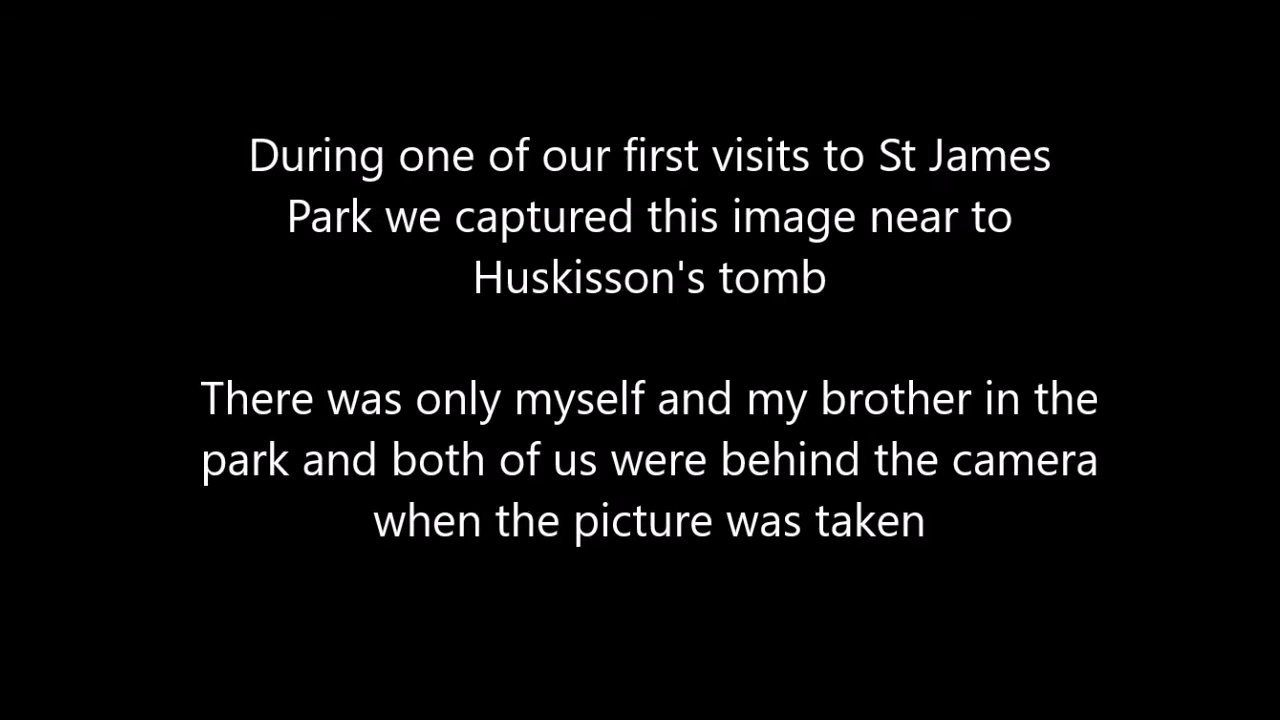 During one of our first visits to St James
Park we captured this image near to
Huskisson's tomb
There was only myself and my brother in the
park and both of us were behind the camera
when the picture was taken